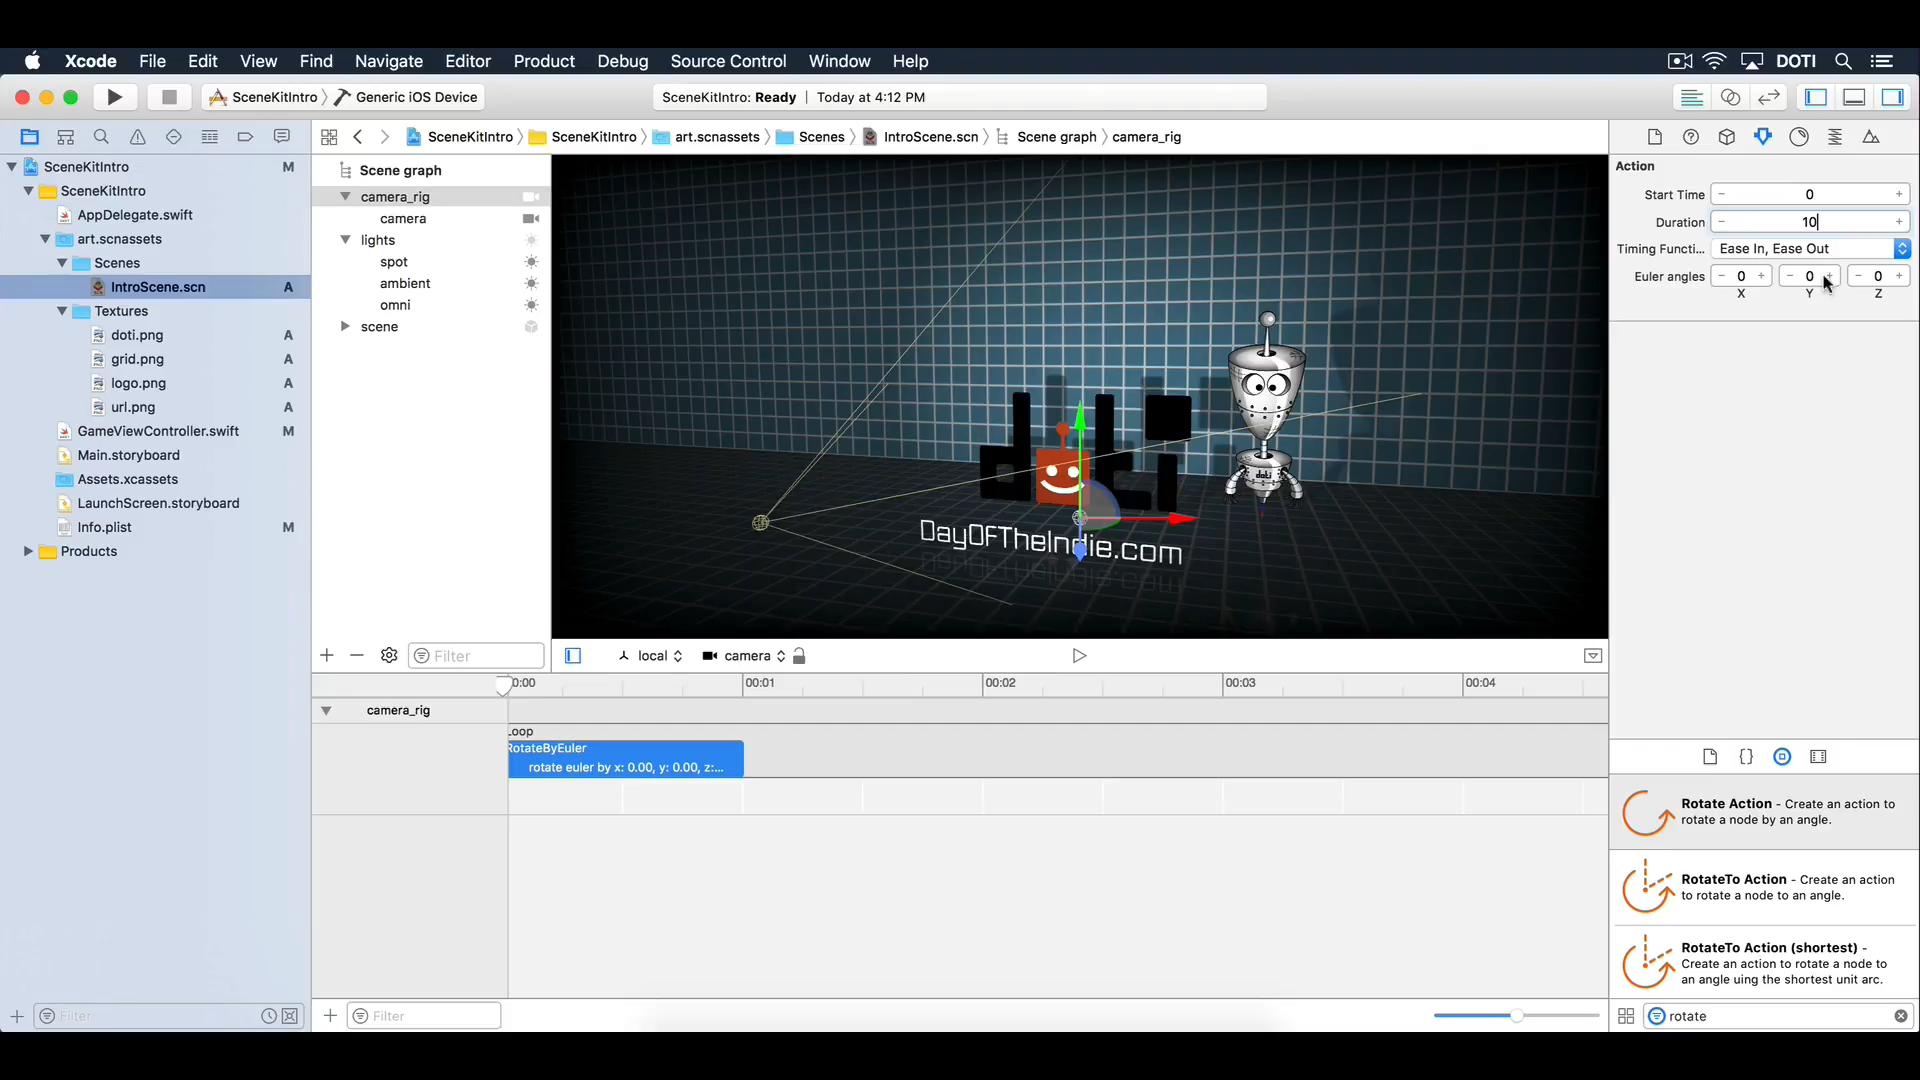 Xcode File Edit View Find Navigate Editor Product Debug Source Control Window Help DOTI
SceneKitIntro Generic iOS Device SceneKitIntro: Ready | Today at 4:12 PM
SceneKitIntro SceneKitIntro art.scnassets Scenes IntroScene.scn Scene graph camera_rig
SceneKitIntro M
SceneKitIntro
AppDelegate.swift
art.scnassets
Scenes
IntroScene.scn A
Textures
doti.png A
grid.png A
logo.png A
url.png A
GameViewController.swift M
Main.storyboard
Assets.xcassets
LaunchScreen.storyboard
Info.plist M
Products
Filter
Scene graph
camera_rig
camera
lights
spot
ambient
omni
scene
Filter
doti
DayOfTheIndie.com
local camera
0:00 00:01 00:02 00:03 00:04
camera_rig
Loop
RotateByEuler
rotate euler by x: 0.00, y: 0.00, z:...
Filter
Action
Start Time 0
Duration 10
Timing Functi... Ease In, Ease Out
Euler angles 0 0 0
X Y Z
Rotate Action - Create an action to
rotate a node by an angle.
RotateTo Action - Create an action
to rotate a node to an angle.
RotateTo Action (shortest) -
Create an action to rotate a node to
an angle uing the shortest unit arc.
rotate